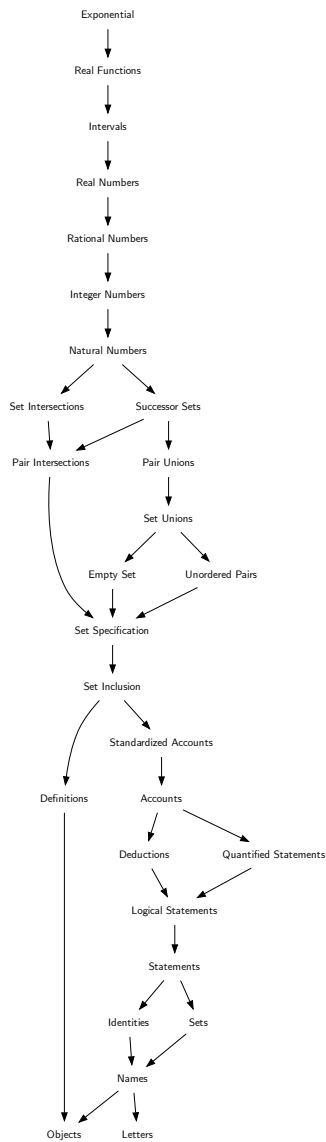 Exponential
Real Functions
Intervals
Real Numbers
Rational Numbers
Integer Numbers
Natural Numbers
Set Intersections
Successor Sets
Pair Intersections
Pair Unions
Set Unions
Empty Set
Unordered Pairs
Set Specification
Set Inclusion
Standardized Accounts
Definitions
Accounts
Deductions
Quantified Statements
Logical Statements
Statements
Identities
Sets
Names
Objects
Letters